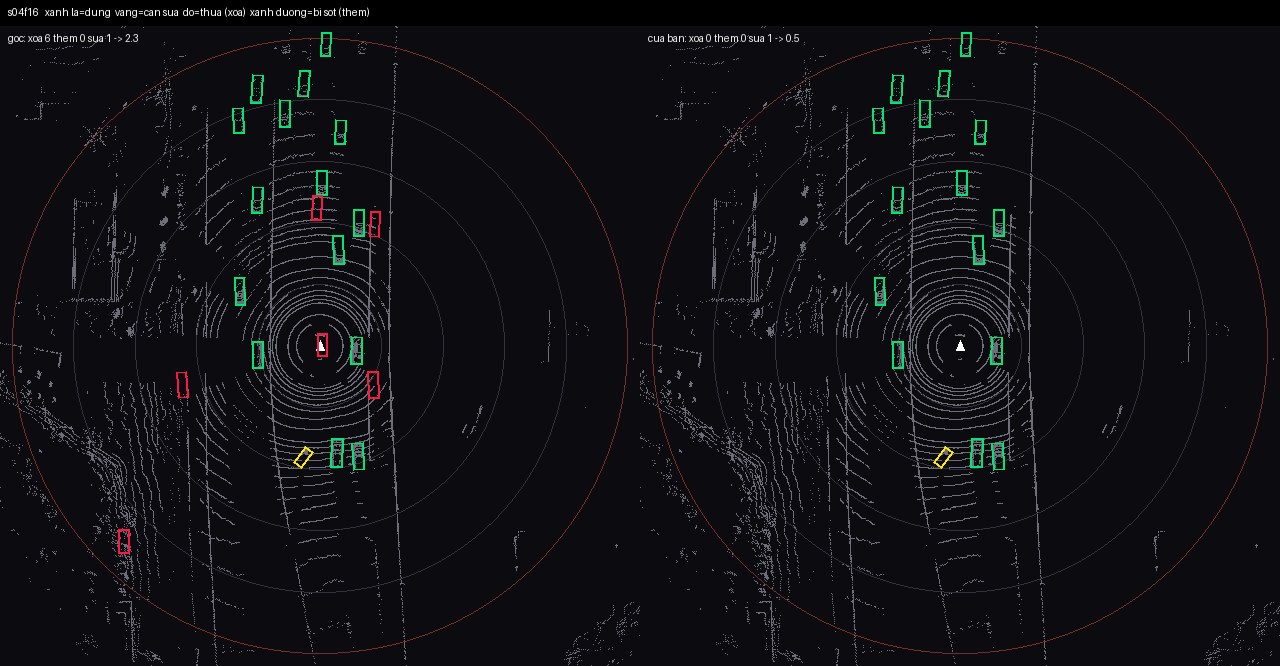 s04f16 xanh la=dung vang=can sua do=thua (xoa) xanh duong=bi sot (them)
goc: xoa 6 them 0 sua 1 -> 2.3
cua ban: xoa 0 them 0 sua 1 -> 0.5